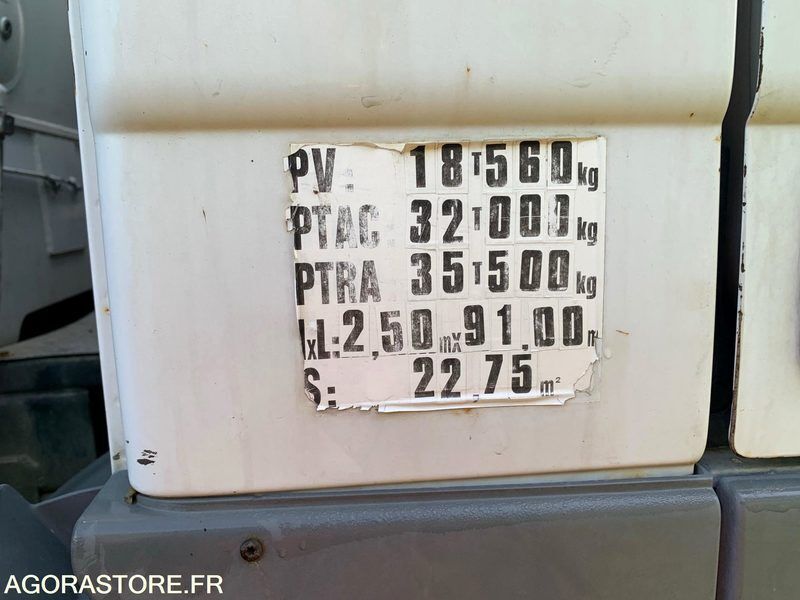 PV: 18T560kg
PTAC 32T000kg
PTRA 35T500kg
lxL:2,50mx91,00m
S: 22,75m²
AGORASTORE.FR